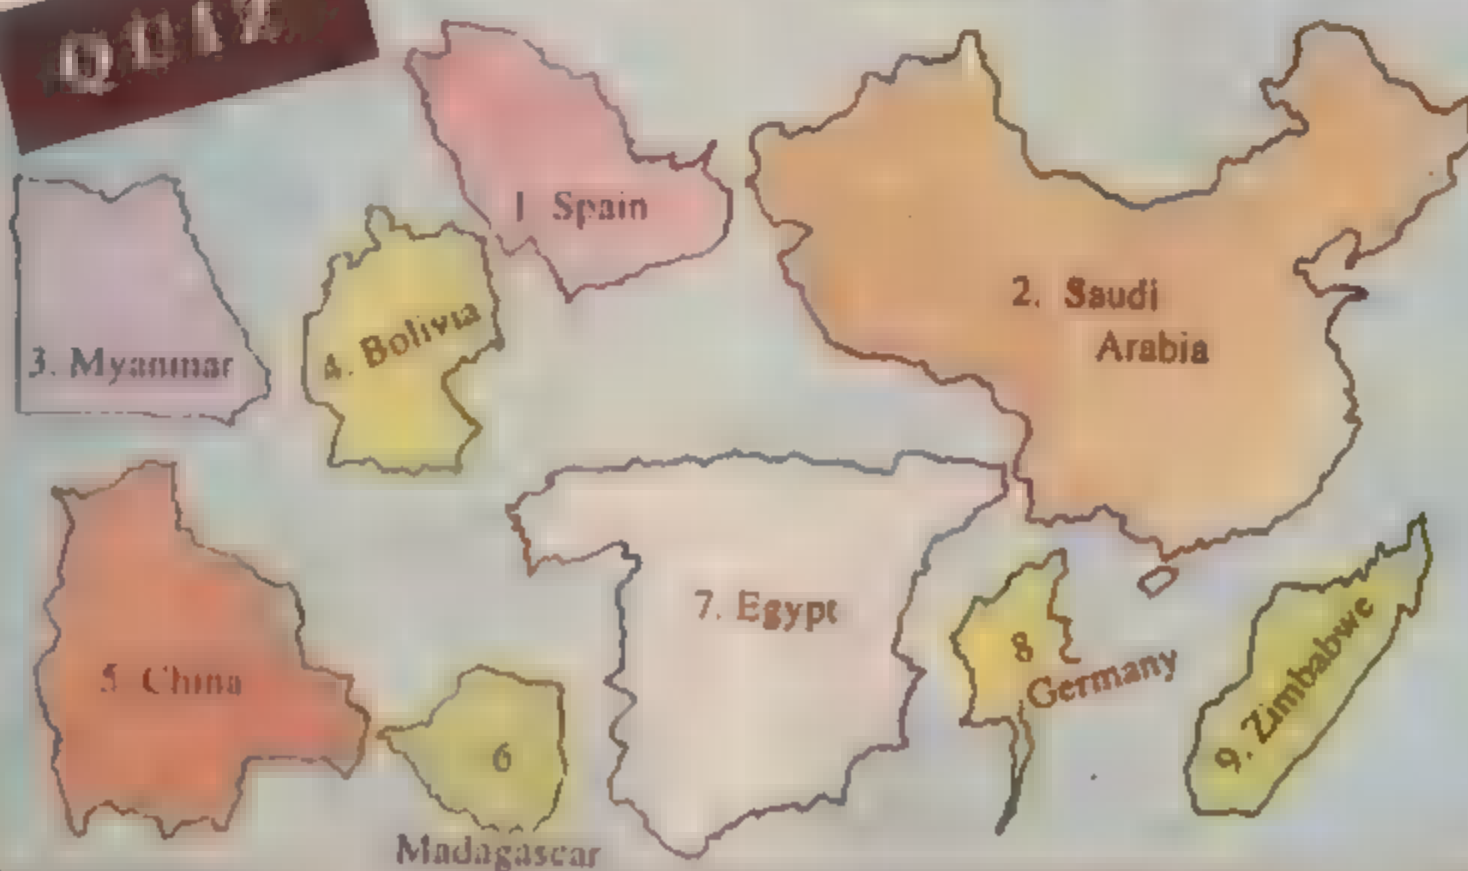 QUIZ
1 Spain
2. Saudi
Arabia
3. Myanmar
4. Bolivia
5 China
6
Madagascar
7. Egypt
8
Germany
9. Zimbabwe